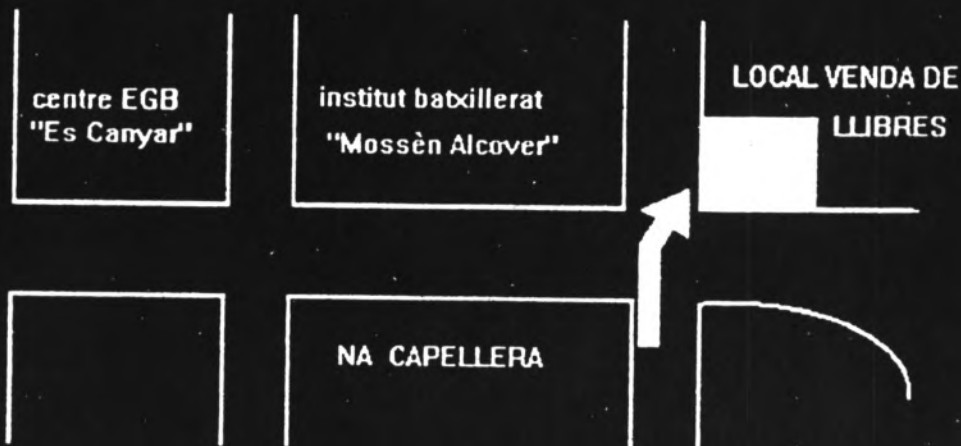 centre EGB
"Es Canyar"
institut batxillerat
"Mossèn Alcover"
LOCAL VENDA DE
LLIBRES
NA CAPELLERA